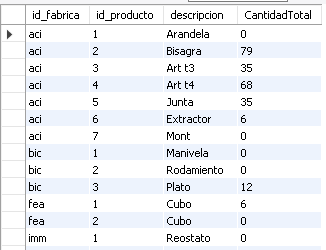 id_fabrica id_producto descripcion CantidadTotal
aci 1 Arandela 0
aci 2 Bisagra 79
aci 3 Art t3 35
aci 4 Art t4 68
aci 5 Junta 35
aci 6 Extractor 6
aci 7 Mont 0
bic 1 Manivela 0
bic 2 Rodamiento 0
bic 3 Plato 12
fea 1 Cubo 6
fea 2 Cubo 0
imm 1 Reostato 0